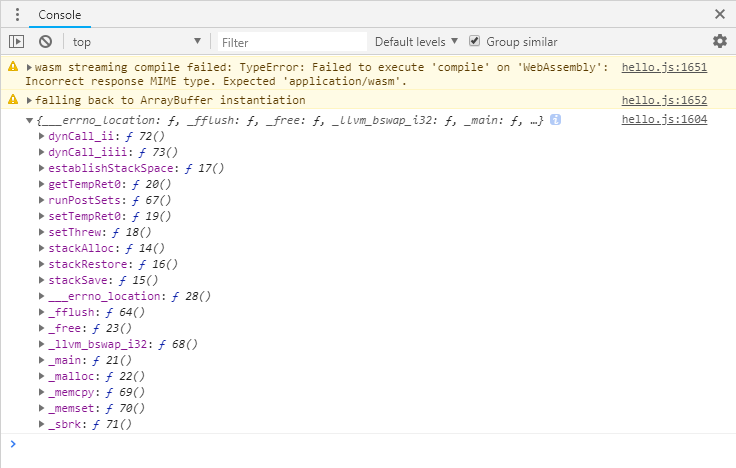 Console
top
Filter
Default levels
Group similar
wasm streaming compile failed: TypeError: Failed to execute 'compile' on 'WebAssembly': hello.js:1651
Incorrect response MIME type. Expected 'application/wasm'.
falling back to ArrayBuffer instantiation hello.js:1652
{___errno_location: ƒ, _fflush: ƒ, _free: ƒ, _llvm_bswap_i32: ƒ, _main: ƒ, …} hello.js:1604
dynCall_ii: ƒ 72()
dynCall_iiii: ƒ 73()
establishStackSpace: ƒ 17()
getTempRet0: ƒ 20()
runPostSets: ƒ 67()
setTempRet0: ƒ 19()
setThrew: ƒ 18()
stackAlloc: ƒ 14()
stackRestore: ƒ 16()
stackSave: ƒ 15()
___errno_location: ƒ 28()
_fflush: ƒ 64()
_free: ƒ 23()
_llvm_bswap_i32: ƒ 68()
_main: ƒ 21()
_malloc: ƒ 22()
_memcpy: ƒ 69()
_memset: ƒ 70()
_sbrk: ƒ 71()